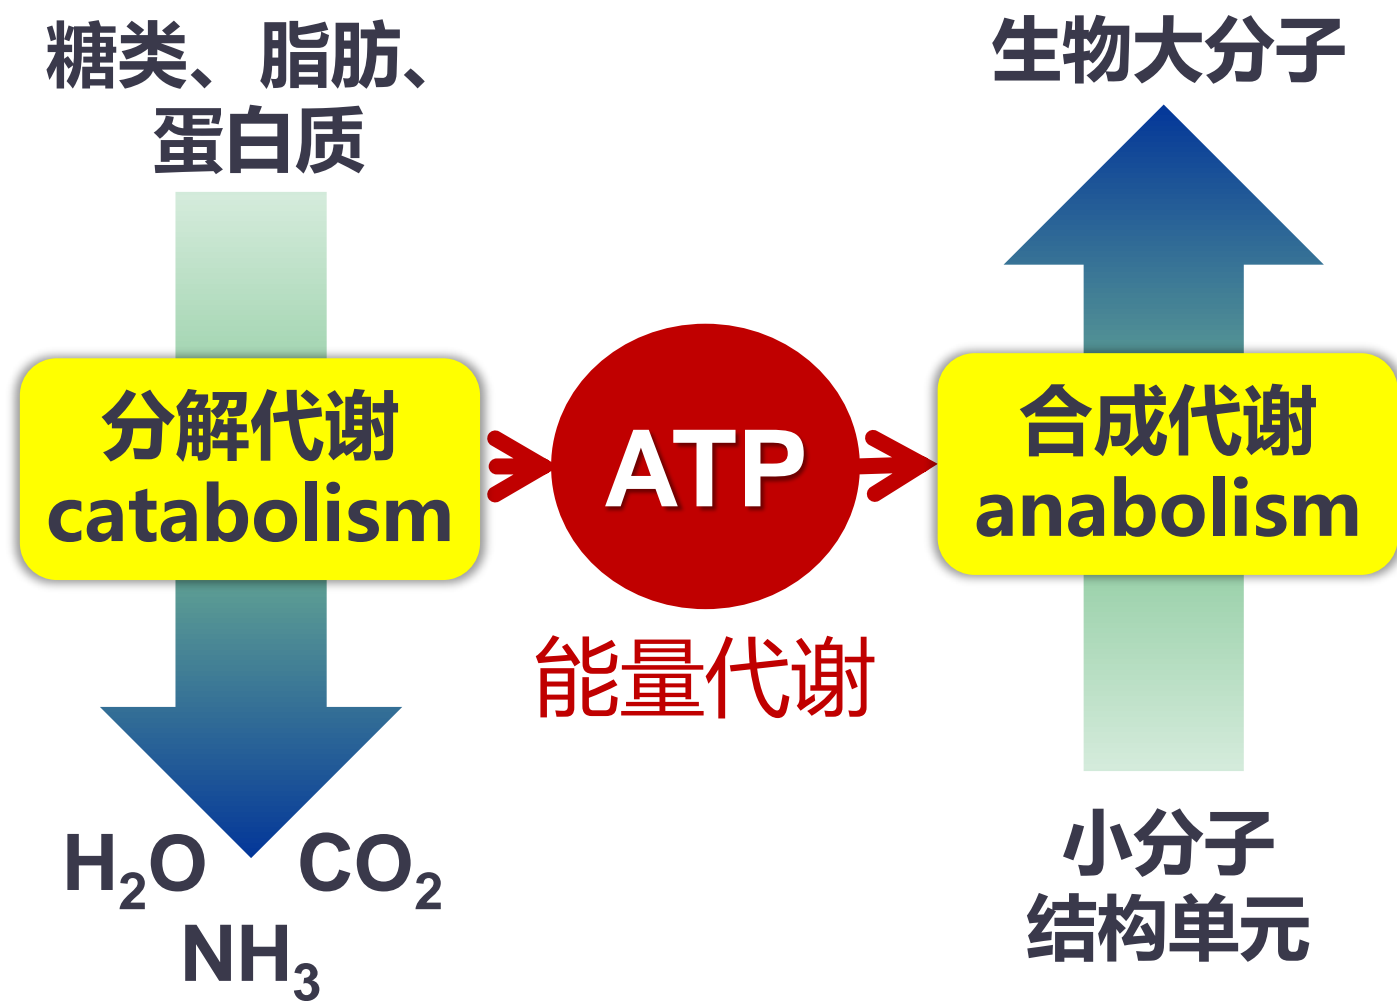 糖类、脂肪、
蛋白质
分解代谢
catabolism
H₂O CO₂
NH₃
ATP
能量代谢
生物大分子
合成代谢
anabolism
小分子
结构单元